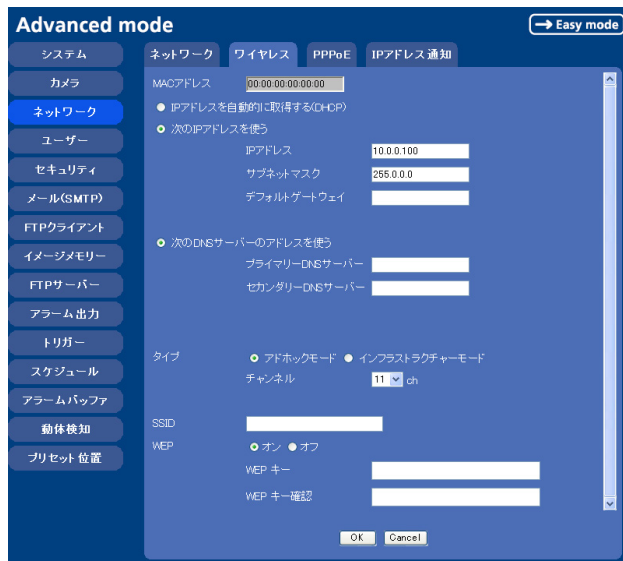 Advanced mode
→ Easy mode
システム
カメラ
ネットワーク
ユーザー
セキュリティ
メール(SMTP)
FTPクライアント
イメージメモリー
FTPサーバー
アラーム出力
トリガー
スケジュール
アラームバッファ
動体検知
プリセット位置
ネットワーク ワイヤレス PPPoE IPアドレス通知
MACアドレス 00:00:00:00:00:00
IPアドレスを自動的に取得する(DHCP)
次のIPアドレスを使う
IPアドレス 10.0.0.100
サブネットマスク 255.0.0.0
デフォルトゲートウェイ
次のDNSサーバーのアドレスを使う
プライマリーDNSサーバー
セカンダリーDNSサーバー
タイプ アドホックモード インフラストラクチャーモード
チャンネル 11 ch
SSID
WEP オン オフ
WEP キー
WEP キー確認
OK Cancel